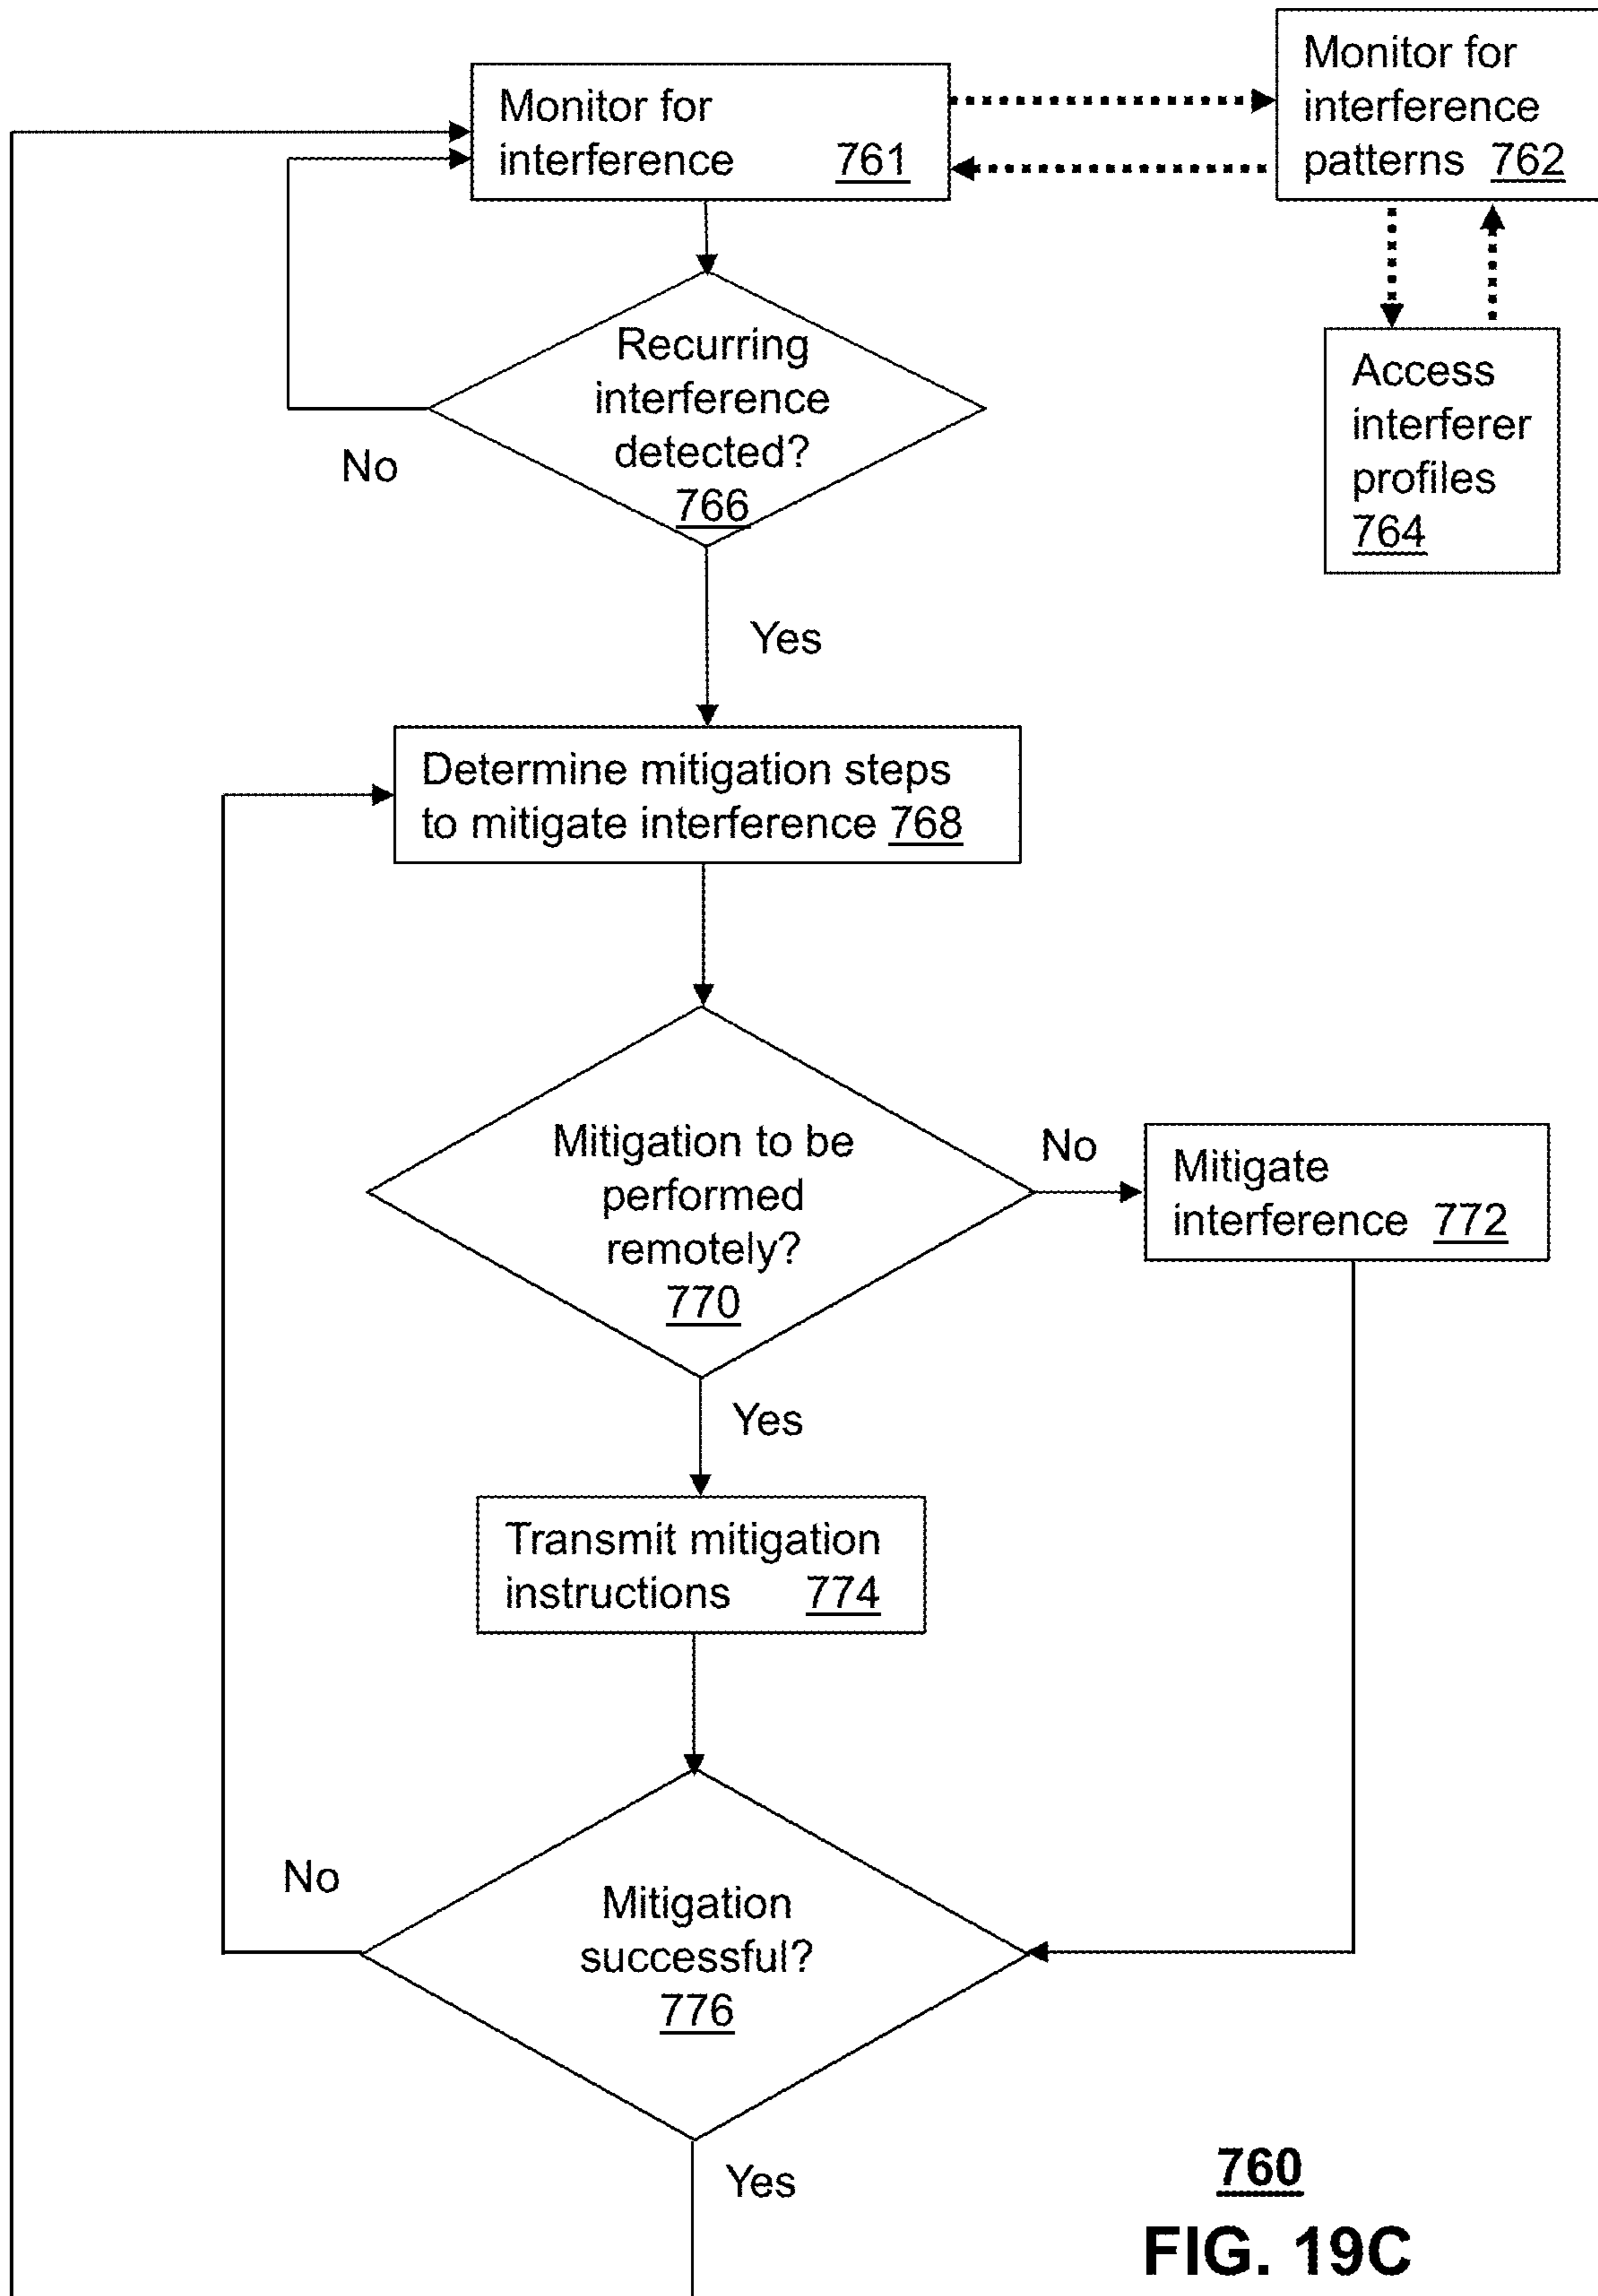 Monitor for
interference 761
Monitor for
interference
patterns 762
Access
interferer
profiles
764
Recurring
interference
detected?
766
No
Yes
Determine mitigation steps
to mitigate interference 768
Mitigation to be
performed
remotely?
770
No
Mitigate
interference 772
Yes
Transmit mitigation
instructions 774
No
Mitigation
successful?
776
Yes
760
FIG. 19C